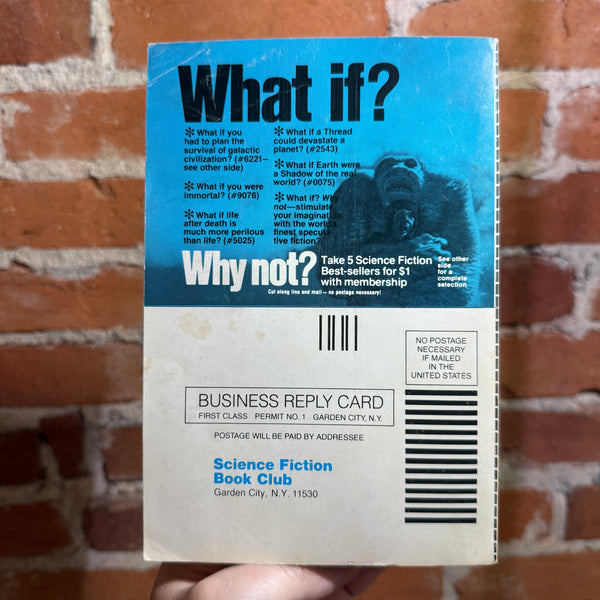 What if?
✻ What if you
had to plan the
survival of galactic
civilization? (#6221—
see other side)
✻ What if you were
immortal? (#9076)
✻ What if life
after death is
much more perilous
than life? (#5025)
✻ What if a Thread
could devastate a
planet? (#2543)
✻ What if Earth were
a Shadow of the real
world? (#0075)
✻ What if? Why
not—stimulate
your imagination
with the world's
finest specula-
tive fiction?
Why not?
Take 5 Science Fiction
Best-sellers for $1
with membership
See other
side —
for a
complete
selection
Cut along line and mail — no postage necessary!
NO POSTAGE
NECESSARY
IF MAILED
IN THE
UNITED STATES
BUSINESS REPLY CARD
FIRST CLASS PERMIT NO. 1 GARDEN CITY, N.Y.
POSTAGE WILL BE PAID BY ADDRESSEE
Science Fiction
Book Club
Garden City, N.Y. 11530